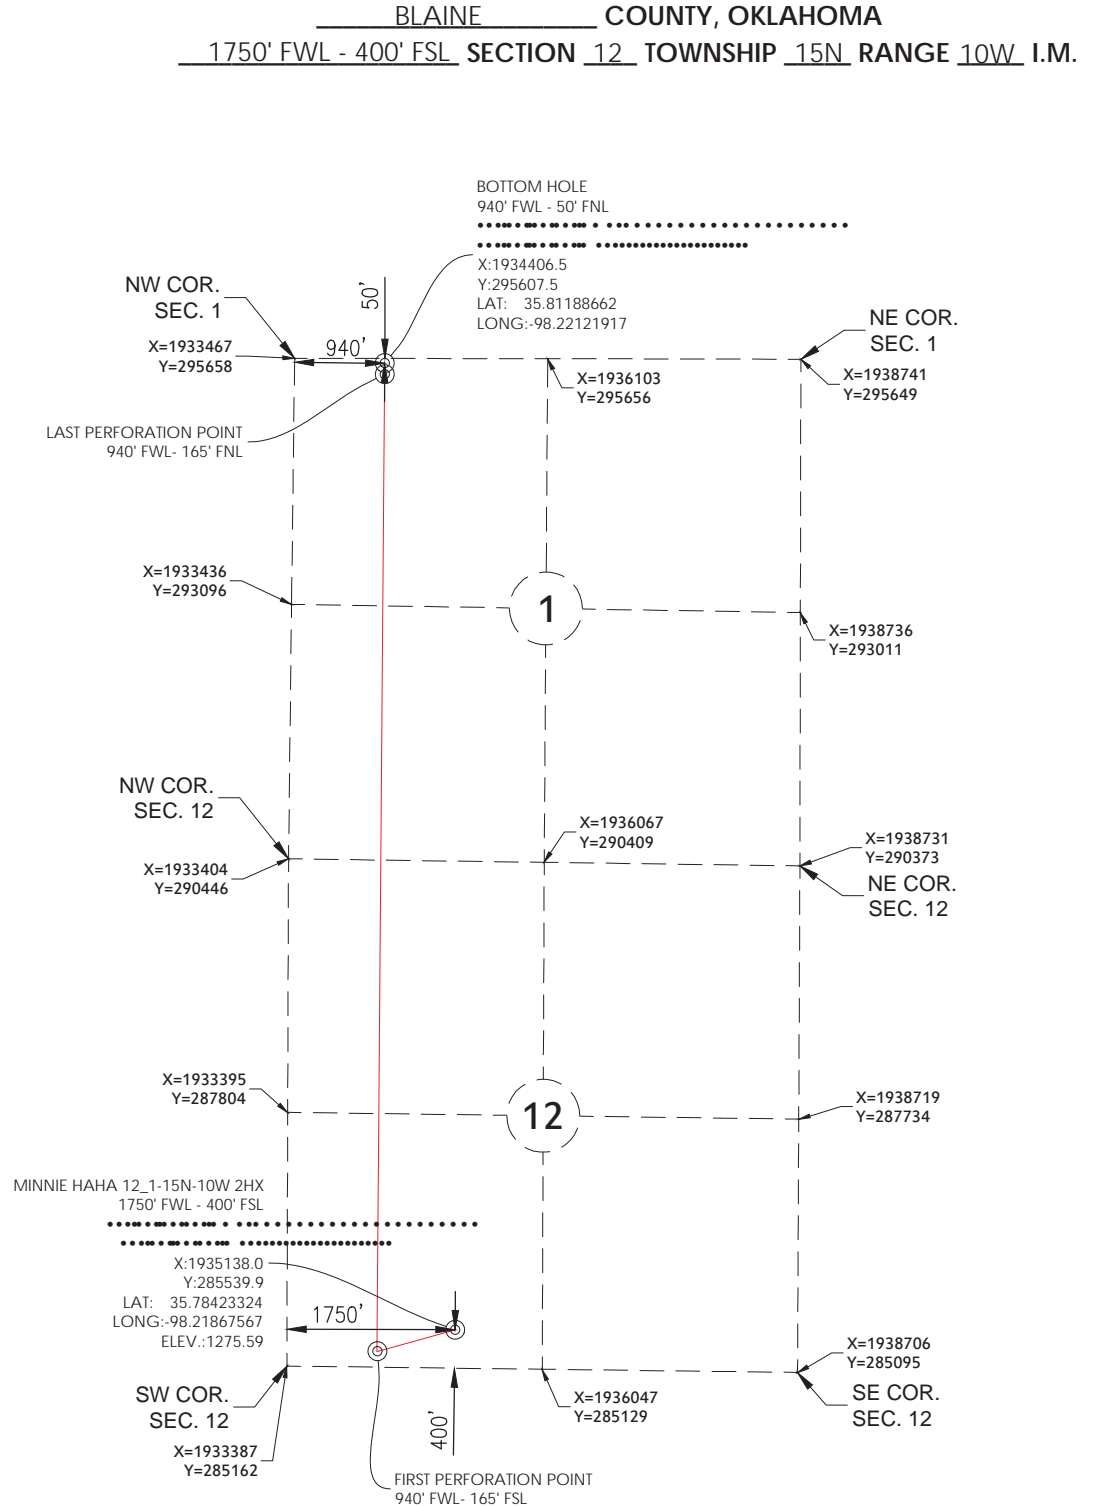 BLAINE COUNTY, OKLAHOMA
1750' FWL - 400' FSL SECTION 12 TOWNSHIP 15N RANGE 10W I.M.
BOTTOM HOLE
940' FWL - 50' FNL
X:1934406.5
Y:295607.5
LAT: 35.81188662
LONG:-98.22121917
50'
NW COR.
SEC. 1
X=1933467
Y=295658
940'
NE COR.
SEC. 1
X=1938741
Y=295649
X=1936103
Y=295656
LAST PERFORATION POINT
940' FWL- 165' FNL
X=1933436
Y=293096
1
X=1938736
Y=293011
NW COR.
SEC. 12
X=1933404
Y=290446
X=1936067
Y=290409
X=1938731
Y=290373
NE COR.
SEC. 12
X=1933395
Y=287804
12
X=1938719
Y=287734
MINNIE HAHA 12_1-15N-10W 2HX
1750' FWL - 400' FSL
X:1935138.0
Y:285539.9
LAT: 35.78423324
LONG:-98.21867567
ELEV.:1275.59
1750'
X=1938706
Y=285095
SW COR.
SEC. 12
X=1933387
Y=285162
400'
X=1936047
Y=285129
SE COR.
SEC. 12
FIRST PERFORATION POINT
940' FWL- 165' FSL